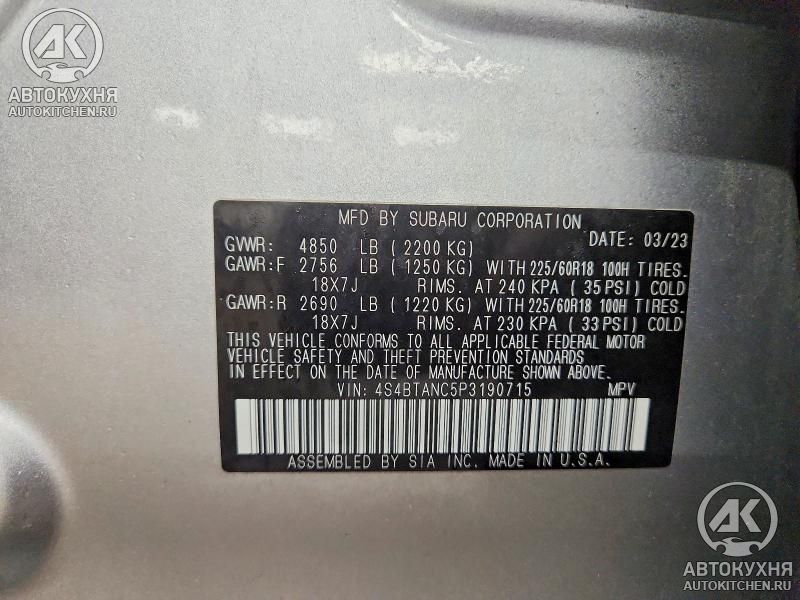 AK
АВТОКУХНЯ
AUTOKITCHEN.RU
MFD BY SUBARU CORPORATION
DATE: 03/23
GVWR: 4850 LB ( 2200 KG )
GAWR: F 2756 LB ( 1250 KG ) WITH 225/60R18 100H TIRES.
18X7J RIMS. AT 240 KPA ( 35 PSI ) COLD
GAWR: R 2690 LB ( 1220 KG ) WITH 225/60R18 100H TIRES.
18X7J RIMS. AT 230 KPA ( 33 PSI ) COLD
THIS VEHICLE CONFORMS TO ALL APPLICABLE FEDERAL MOTOR
VEHICLE SAFETY AND THEFT PREVENTION STANDARDS
IN EFFECT ON THE DATE OF MANUFACTURE SHOWN ABOVE.
VIN: 4S4BTANC5P3190715 MPV
ASSEMBLED BY SIA INC. MADE IN U.S.A.
AK
АВТОКУХНЯ
AUTOKITCHEN.RU